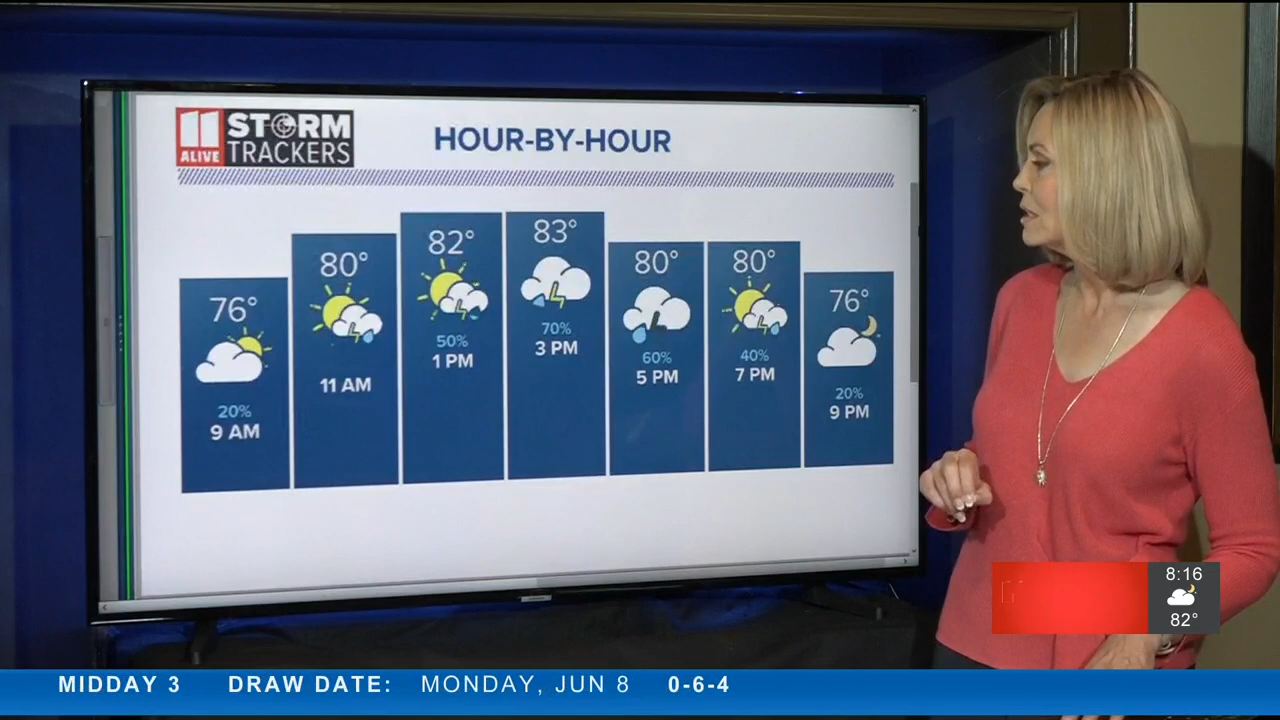 11
ALIVE
STORM
TRACKERS
HOUR-BY-HOUR
76°
20%
9 AM
80°
11 AM
82°
50%
1 PM
83°
70%
3 PM
80°
60%
5 PM
80°
40%
7 PM
76°
20%
9 PM
8:16
82°
MIDDAY 3 DRAW DATE: MONDAY, JUN 8 0-6-4